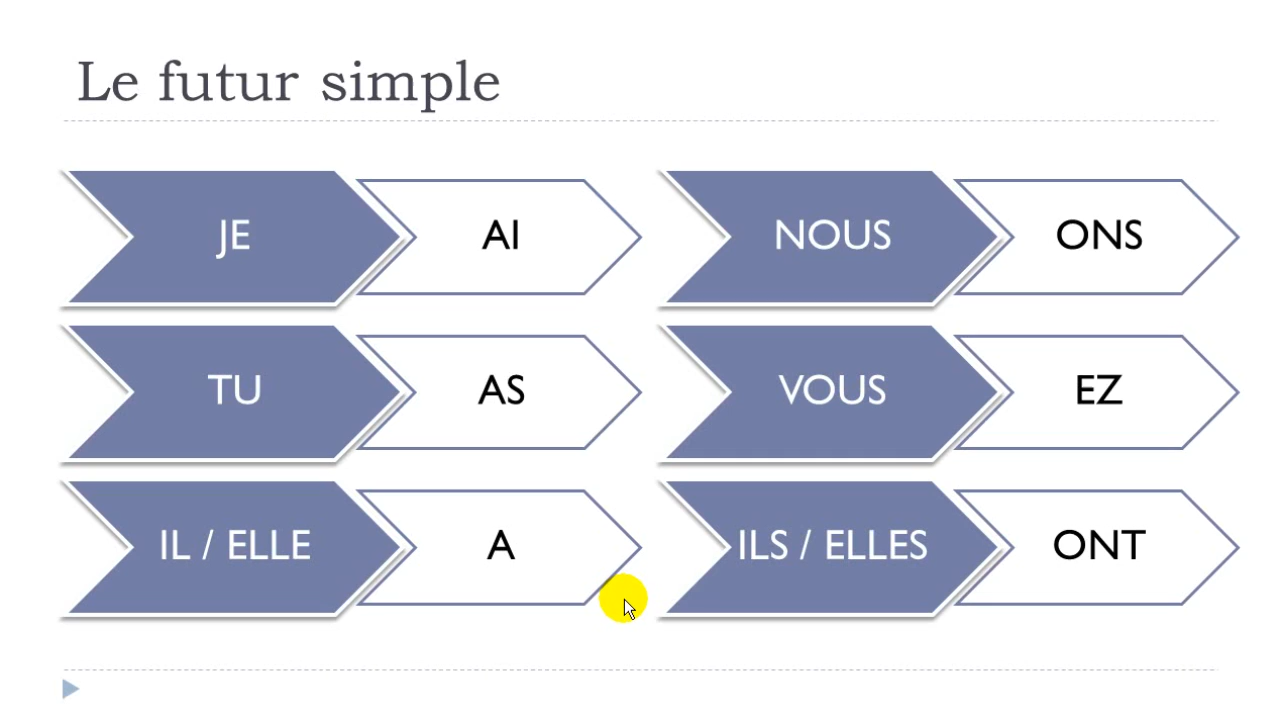 Le futur simple
JE AI
NOUS ONS
TU AS
VOUS EZ
IL / ELLE A
ILS / ELLES ONT